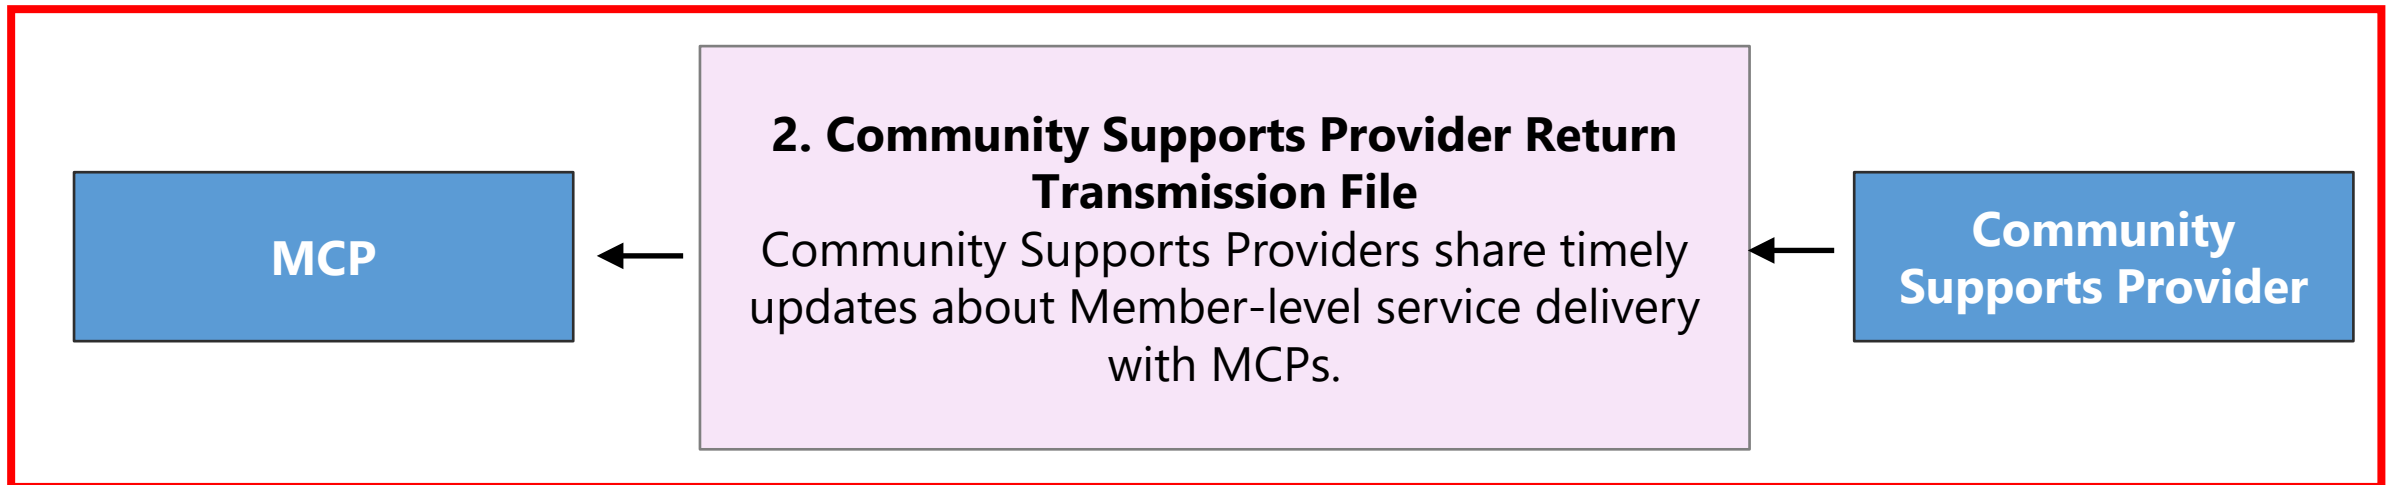 MCP
2. Community Supports Provider Return
Transmission File
Community Supports Providers share timely
updates about Member-level service delivery
with MCPs.
Community
Supports Provider